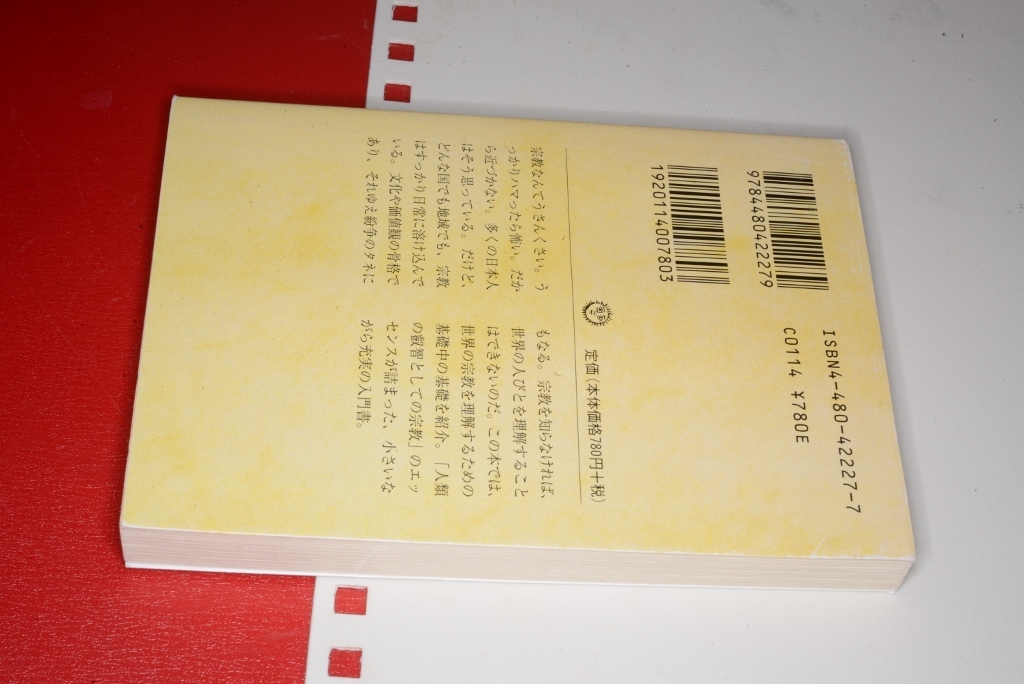 9784480422279
1920114007803
ISBN4-480-42227-7
C0114 ¥780E
定価(本体価格780円+税)
宗教なんてうさんくさい。う
っかりハマったら怖い。だか
ら近づかない。多くの日本人
はそう思っている。だけど、
どんな国でも地域でも、宗教
はすっかり日常に溶け込んで
いる。文化や価値観の骨格で
あり、それゆえ紛争のタネに
もなる。宗教を知らなければ、
世界の人びとを理解すること
はできないのだ。この本では、
世界の宗教を理解するための
基礎中の基礎を紹介。「人類
の叡智としての宗教」のエッ
センスが詰まった、小さいな
がら充実の入門書。